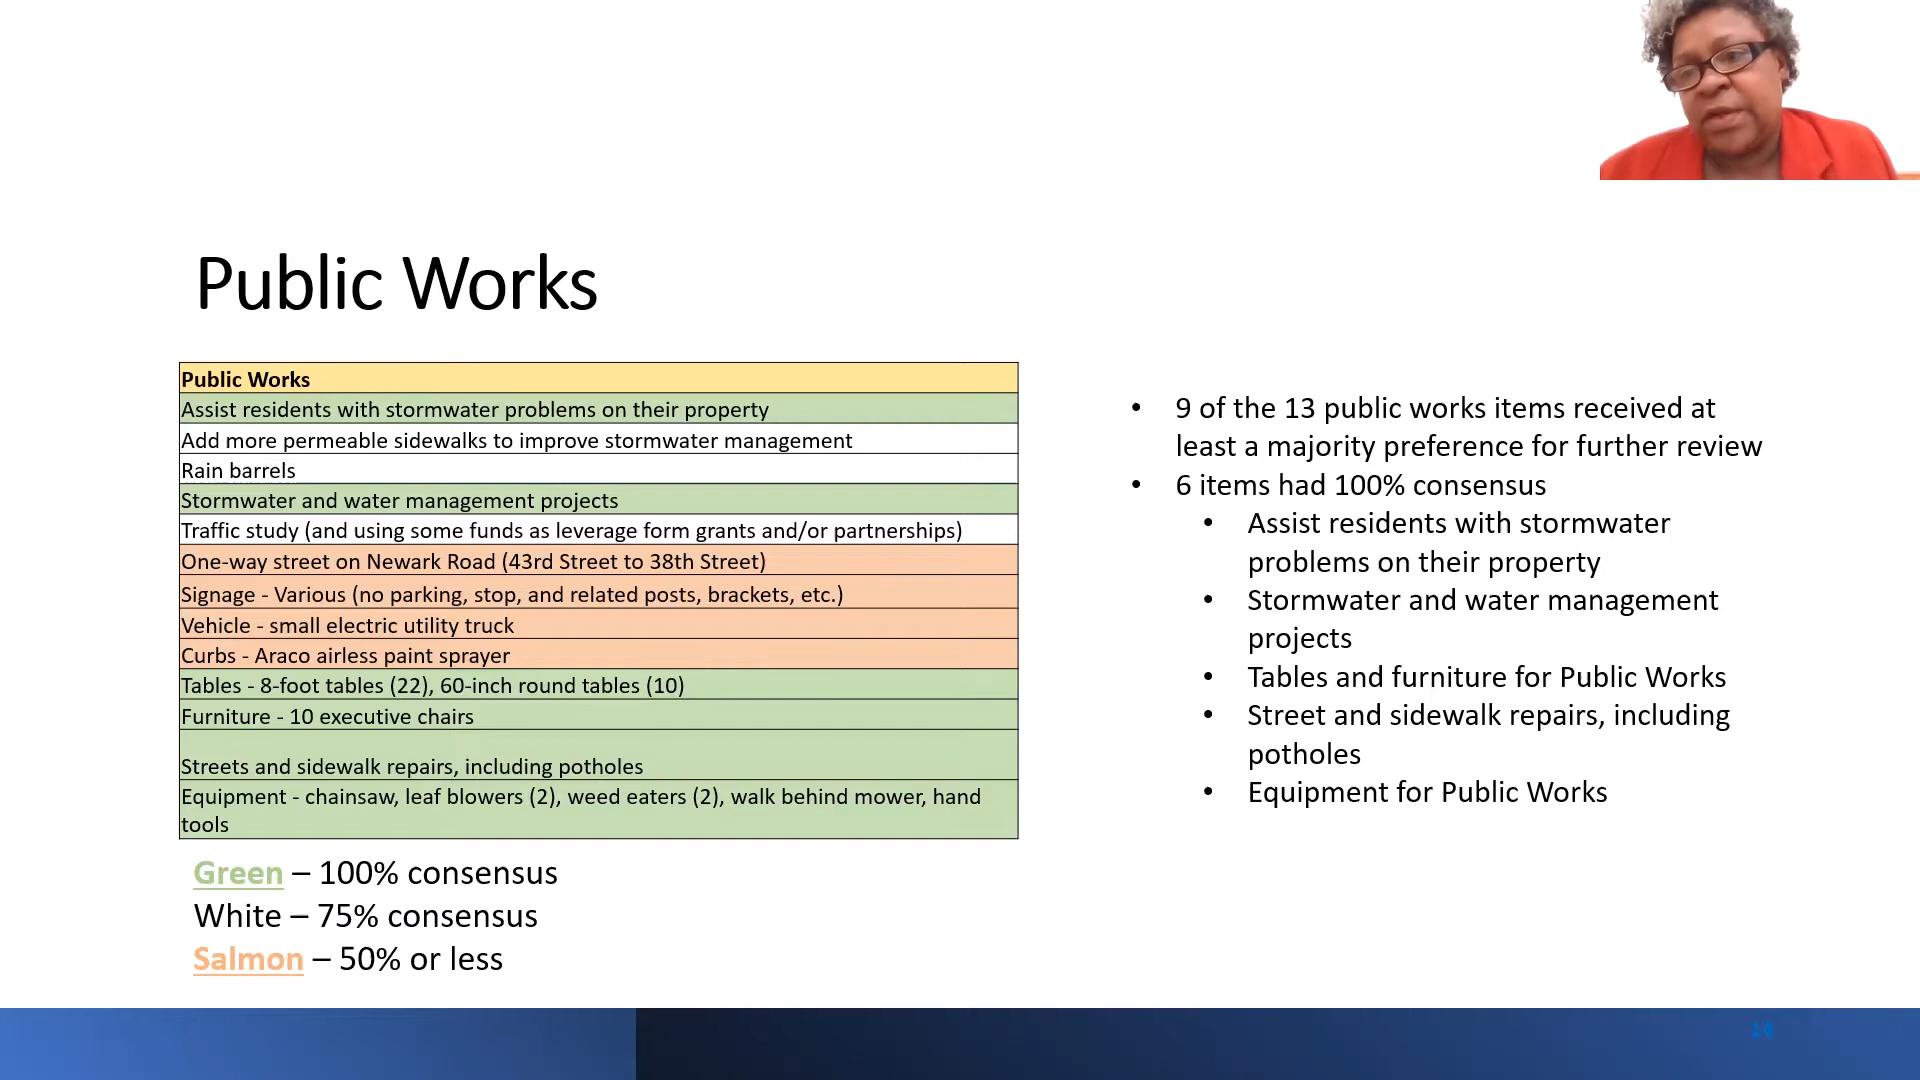 Public Works
Public Works
Assist residents with stormwater problems on their property
Add more permeable sidewalks to improve stormwater management
Rain barrels
Stormwater and water management projects
Traffic study (and using some funds as leverage form grants and/or partnerships)
One-way street on Newark Road (43rd Street to 38th Street)
Signage - Various (no parking, stop, and related posts, brackets, etc.)
Vehicle - small electric utility truck
Curbs - Araco airless paint sprayer
Tables - 8-foot tables (22), 60-inch round tables (10)
Furniture - 10 executive chairs
Streets and sidewalk repairs, including potholes
Equipment - chainsaw, leaf blowers (2), weed eaters (2), walk behind mower, hand
tools
Green – 100% consensus
White – 75% consensus
Salmon – 50% or less
• 9 of the 13 public works items received at
least a majority preference for further review
• 6 items had 100% consensus
• Assist residents with stormwater
problems on their property
• Stormwater and water management
projects
• Tables and furniture for Public Works
• Street and sidewalk repairs, including
potholes
• Equipment for Public Works